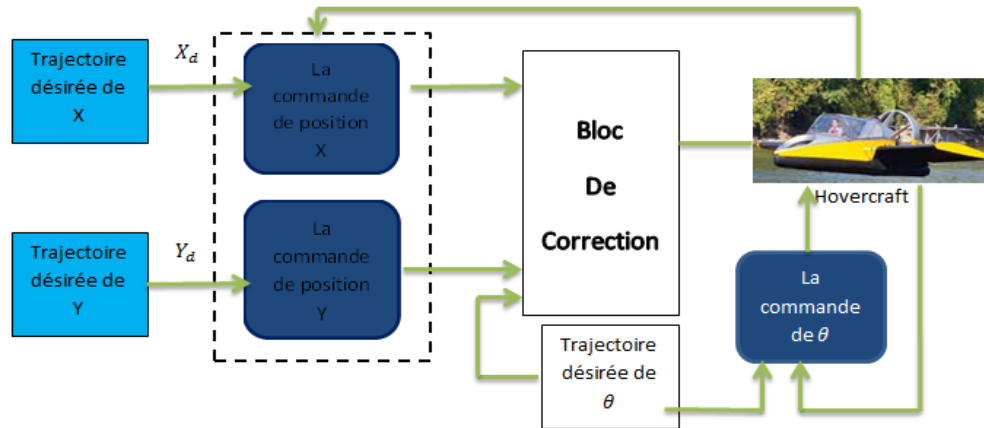 Trajectoire
désirée de
X
X_d
La
commande
de position
X
Bloc
De
Correction
Hovercraft
Trajectoire
désirée de
Y
Y_d
La
commande
de position
Y
Trajectoire
désirée de
θ
La
commande
de θ